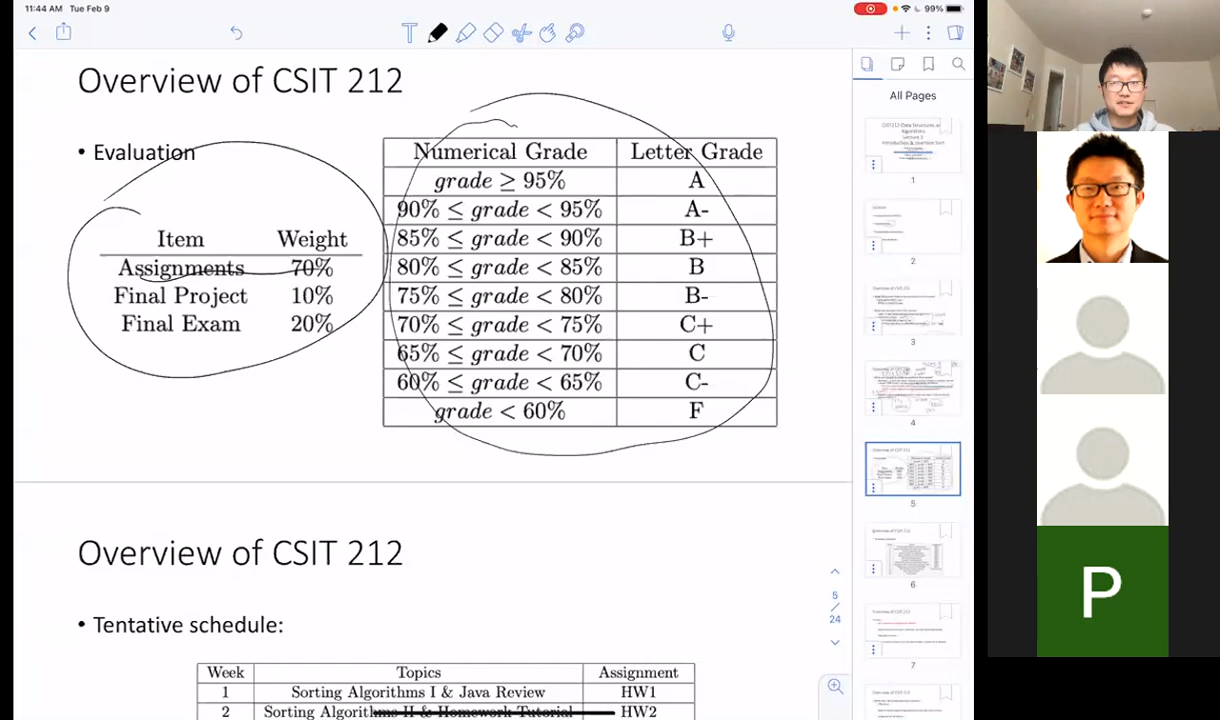 11:44 AM Tue Feb 9
99%
Overview of CSIT 212
• Evaluation
Item Weight
Assignments 70%
Final Project 10%
Final Exam 20%
Numerical Grade Letter Grade
grade ≥ 95% A
90% ≤ grade < 95% A-
85% ≤ grade < 90% B+
80% ≤ grade < 85% B
75% ≤ grade < 80% B-
70% ≤ grade < 75% C+
65% ≤ grade < 70% C
60% ≤ grade < 65% C-
grade < 60% F
Overview of CSIT 212
• Tentative schedule:
Week Topics Assignment
1 Sorting Algorithms I & Java Review HW1
2 Sorting Algorithms II & Homework Tutorial HW2
5
/
24
All Pages
1
2
3
4
5
6
7
P